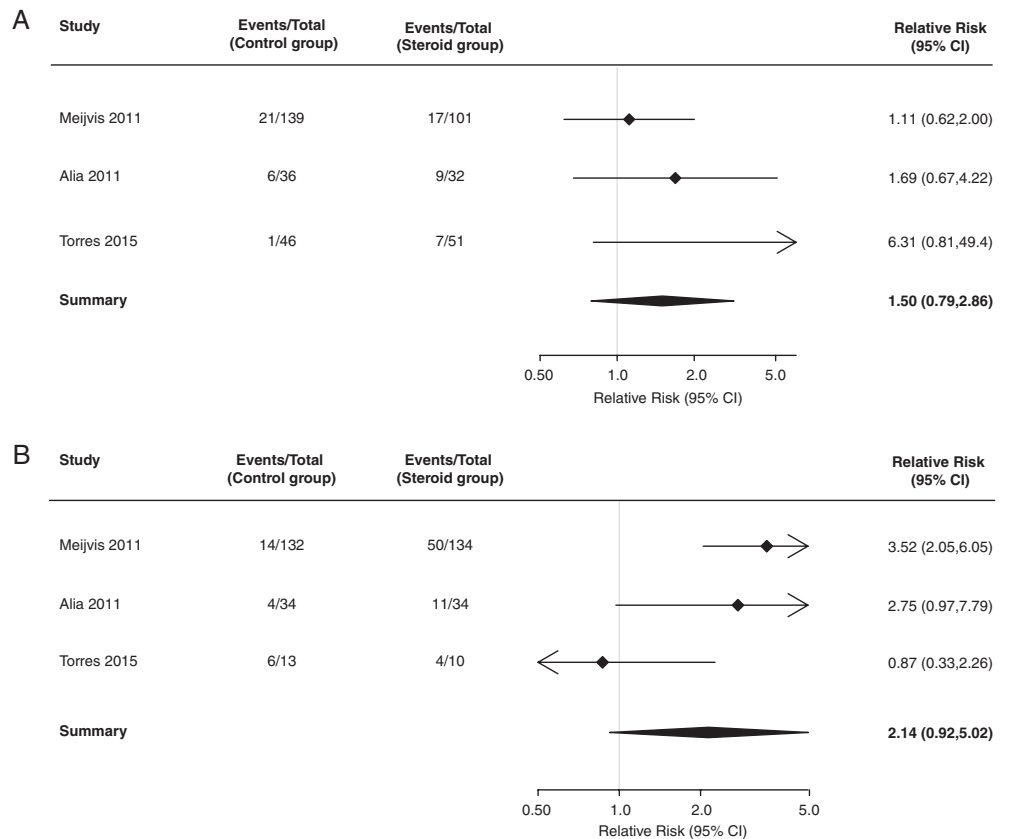 A
Study Events/Total (Control group) Events/Total (Steroid group) Relative Risk (95% CI)
Meijvis 2011 21/139 17/101 1.11 (0.62,2.00)
Alia 2011 6/36 9/32 1.69 (0.67,4.22)
Torres 2015 1/46 7/51 6.31 (0.81,49.4)
Summary 1.50 (0.79,2.86)
0.50 1.0 2.0 5.0
Relative Risk (95% CI)
B
Study Events/Total (Control group) Events/Total (Steroid group) Relative Risk (95% CI)
Meijvis 2011 14/132 50/134 3.52 (2.05,6.05)
Alia 2011 4/34 11/34 2.75 (0.97,7.79)
Torres 2015 6/13 4/10 0.87 (0.33,2.26)
Summary 2.14 (0.92,5.02)
0.50 1.0 2.0 5.0
Relative Risk (95% CI)